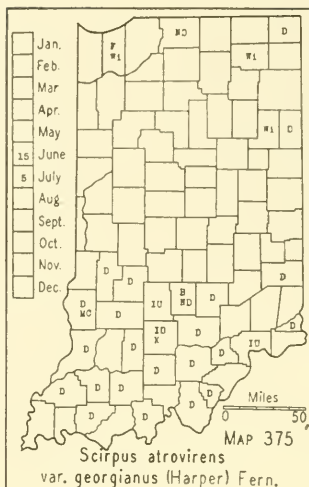 Jan.
Feb.
Mar
Apr.
May
15 June
5 July
Aug.
Sept.
Oct.
Nov.
Dec.
F ND D
Wi Wi
Wi D
D D
D D IU B D D
MC ND
D D IU D D IU D
X
D D D D D D D
D D D D D
Miles
0 50
MAP 375
Scirpus atrovirens
var. georgianus (Harper) Fern.